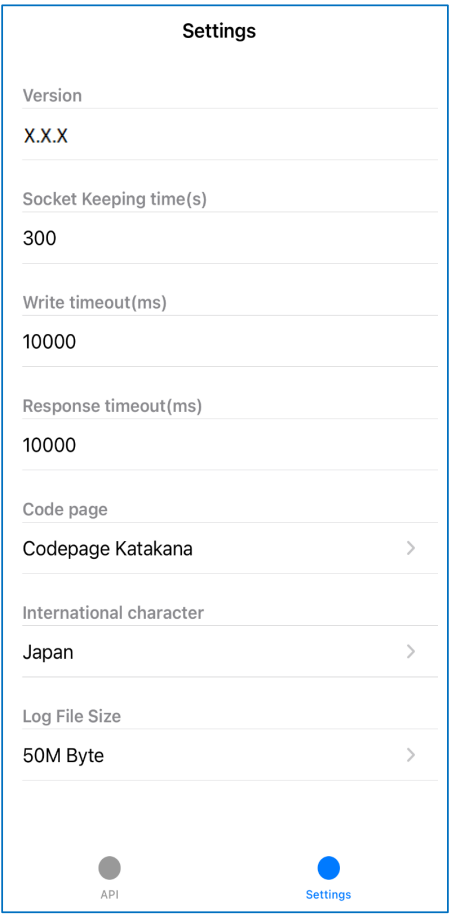 Settings
Version
X.X.X
Socket Keeping time(s)
300
Write timeout(ms)
10000
Response timeout(ms)
10000
Code page
Codepage Katakana
International character
Japan
Log File Size
50M Byte
API
Settings